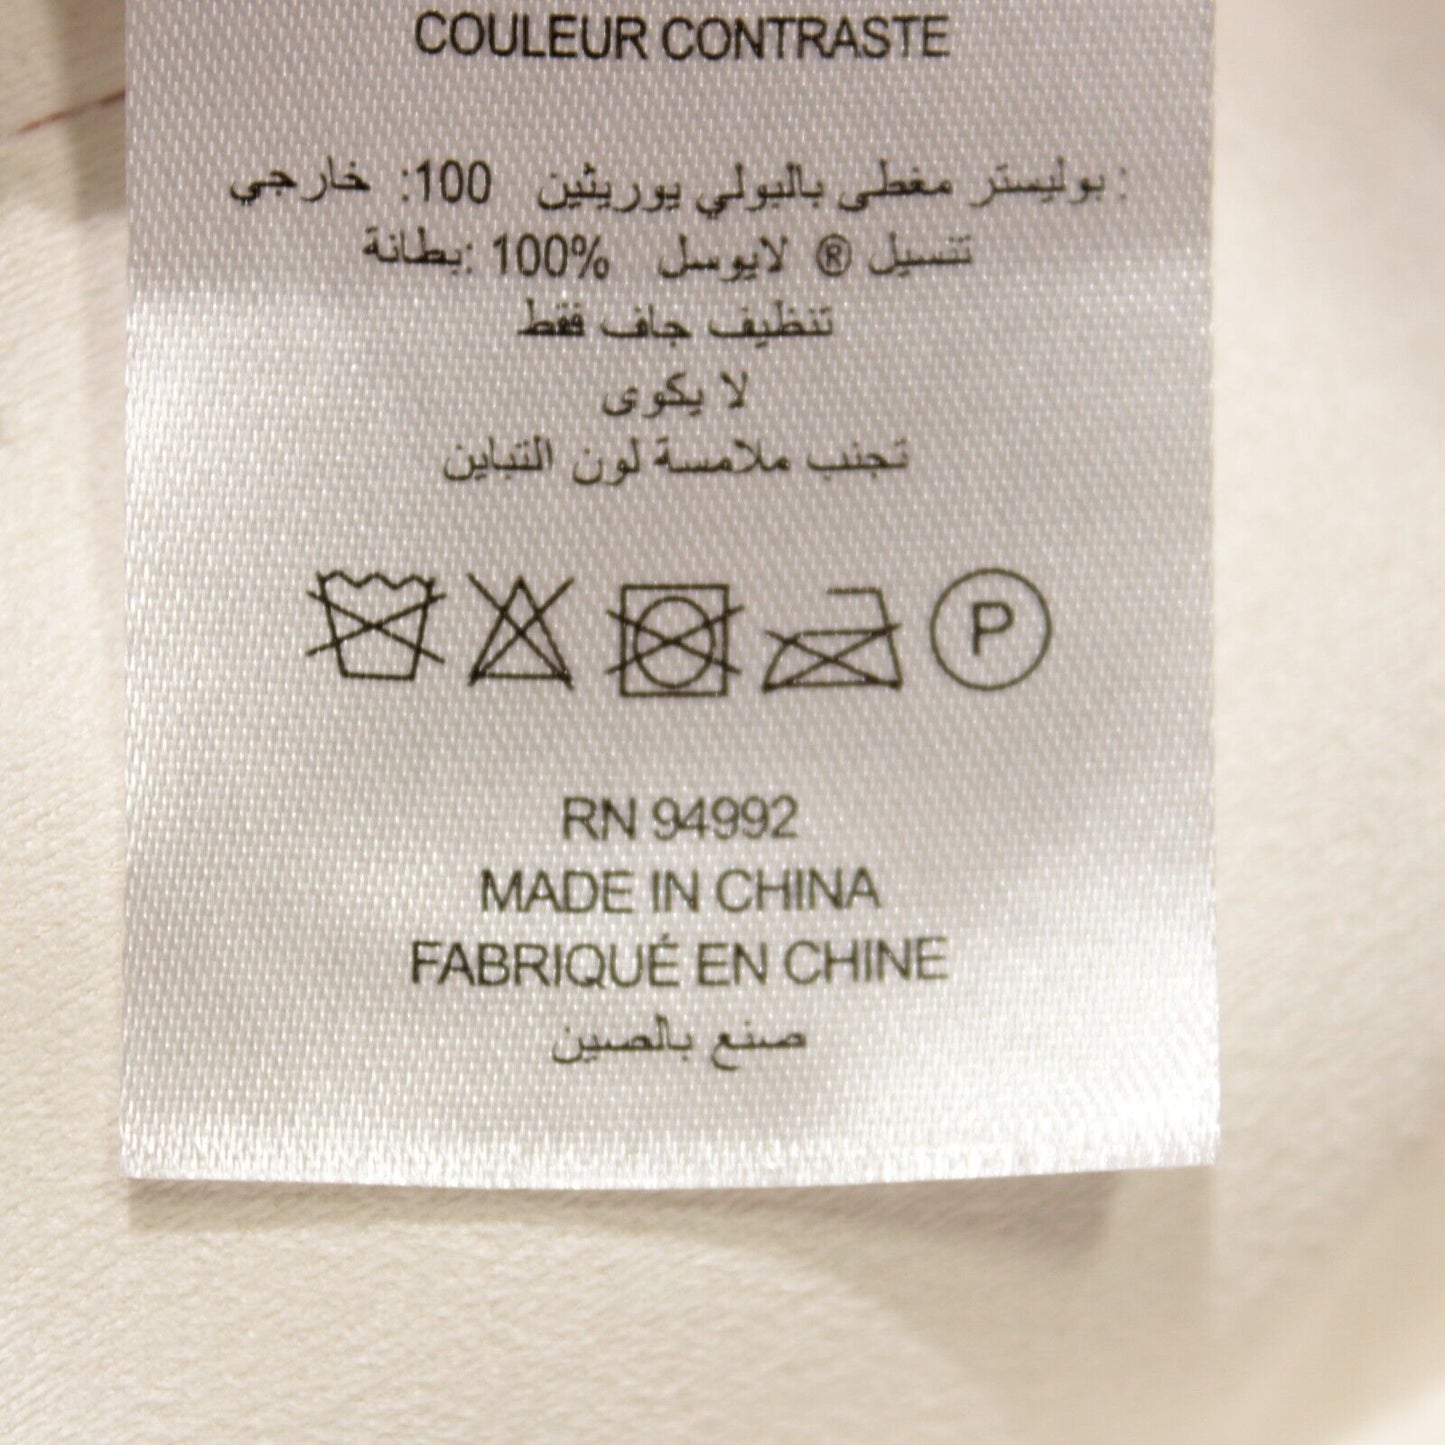 COULEUR CONTRASTE
: بوليستر مغطى بالبولي يوريثين 100: خارجي
تنسيل ® لايوسل 100% :بطانة
تنظيف جاف فقط
لا يكوى
تجنب ملامسة لون التباين
P
RN 94992
MADE IN CHINA
FABRIQUÉ EN CHINE
صنع بالصين